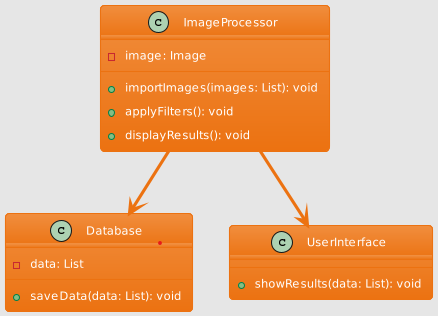 C ImageProcessor
image: Image
importImages(images: List): void
applyFilters(): void
displayResults(): void
C Database
data: List
saveData(data: List): void
C UserInterface
showResults(data: List): void